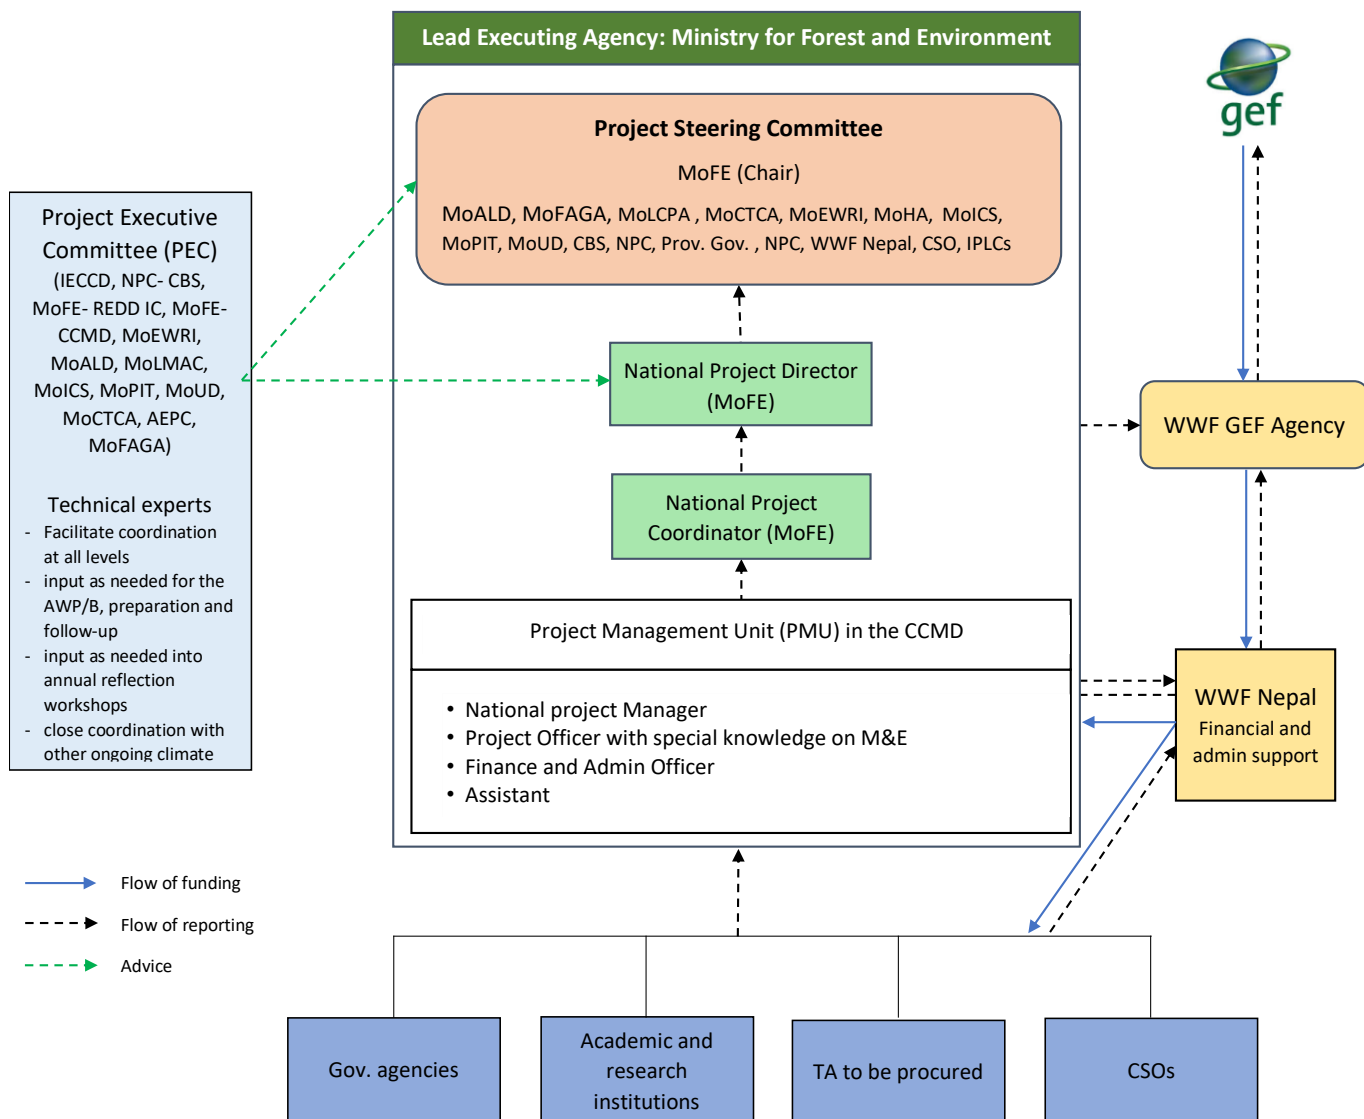 Lead Executing Agency: Ministry for Forest and Environment
gef
Project Steering Committee
MoFE (Chair)
MoALD, MoFAGA, MoLCPA , MoCTCA, MoEWRI, MoHA, MoICS,
MoPIT, MoUD, CBS, NPC, Prov. Gov. , NPC, WWF Nepal, CSO, IPLCs
Project Executive
Committee (PEC)
(IECCD, NPC- CBS,
MoFE- REDD IC, MoFE-
CCMD, MoEWRI,
MoALD, MoLMAC,
MoICS, MoPIT, MoUD,
MoCTCA, AEPC,
MoFAGA)
Technical experts
- Facilitate coordination
at all levels
- input as needed for the
AWP/B, preparation and
follow-up
- input as needed into
annual reflection
workshops
- close coordination with
other ongoing climate
National Project Director
(MoFE)
WWF GEF Agency
National Project
Coordinator (MoFE)
Project Management Unit (PMU) in the CCMD
• National project Manager
• Project Officer with special knowledge on M&E
• Finance and Admin Officer
• Assistant
WWF Nepal
Financial and
admin support
Flow of funding
Flow of reporting
Advice
Gov. agencies
Academic and
research
institutions
TA to be procured
CSOs